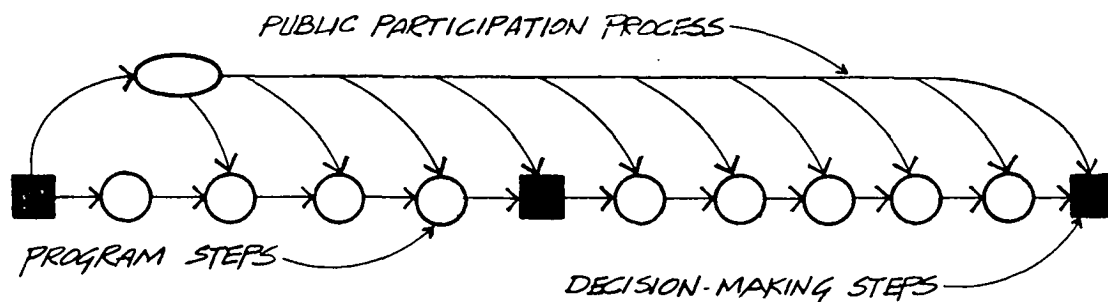 PUBLIC PARTICIPATION PROCESS
PROGRAM STEPS
DECISION-MAKING STEPS